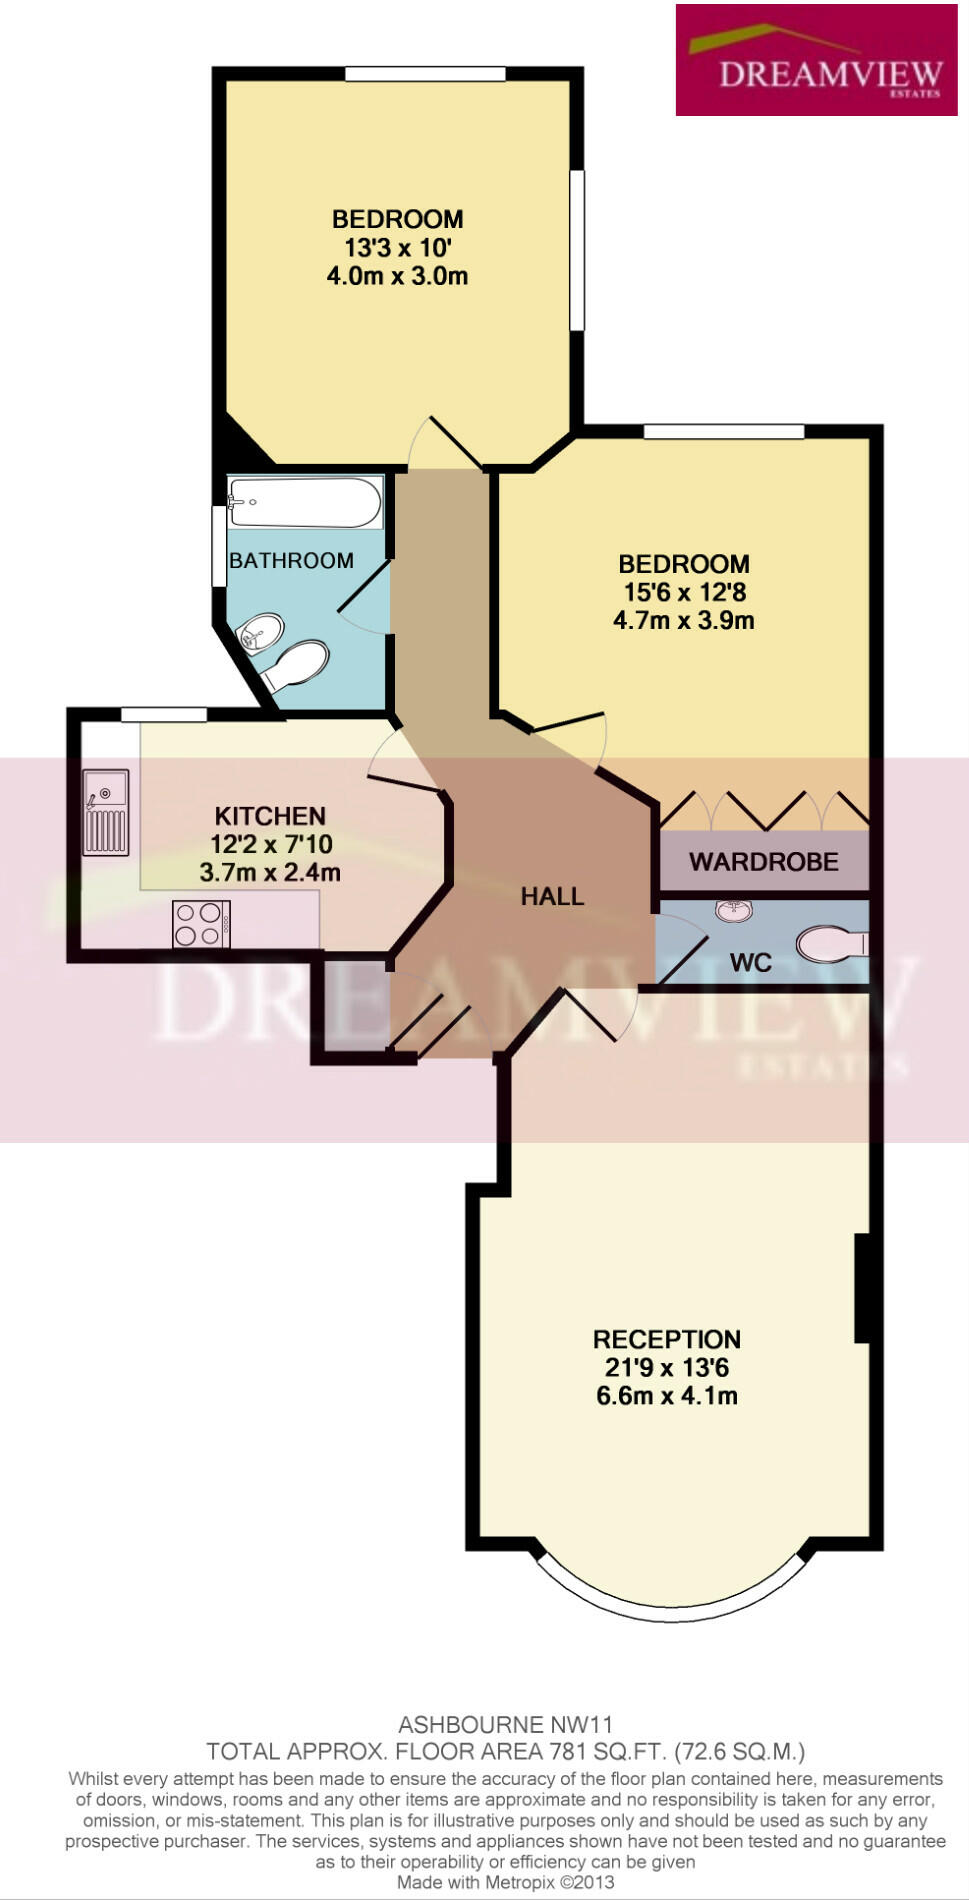 DREAMVIEW
ESTATES
BEDROOM
13'3 x 10'
4.0m x 3.0m
BATHROOM
BEDROOM
15'6 x 12'8
4.7m x 3.9m
KITCHEN
12'2 x 7'10
3.7m x 2.4m
WARDROBE
HALL
WC
DREAMVIEW
ESTATES
RECEPTION
21'9 x 13'6
6.6m x 4.1m
ASHBOURNE NW11
TOTAL APPROX. FLOOR AREA 781 SQ.FT. (72.6 SQ.M.)
Whilst every attempt has been made to ensure the accuracy of the floor plan contained here, measurements
of doors, windows, rooms and any other items are approximate and no responsibility is taken for any error,
omission, or mis-statement. This plan is for illustrative purposes only and should be used as such by any
prospective purchaser. The services, systems and appliances shown have not been tested and no guarantee
as to their operability or efficiency can be given
Made with Metropix ©2013